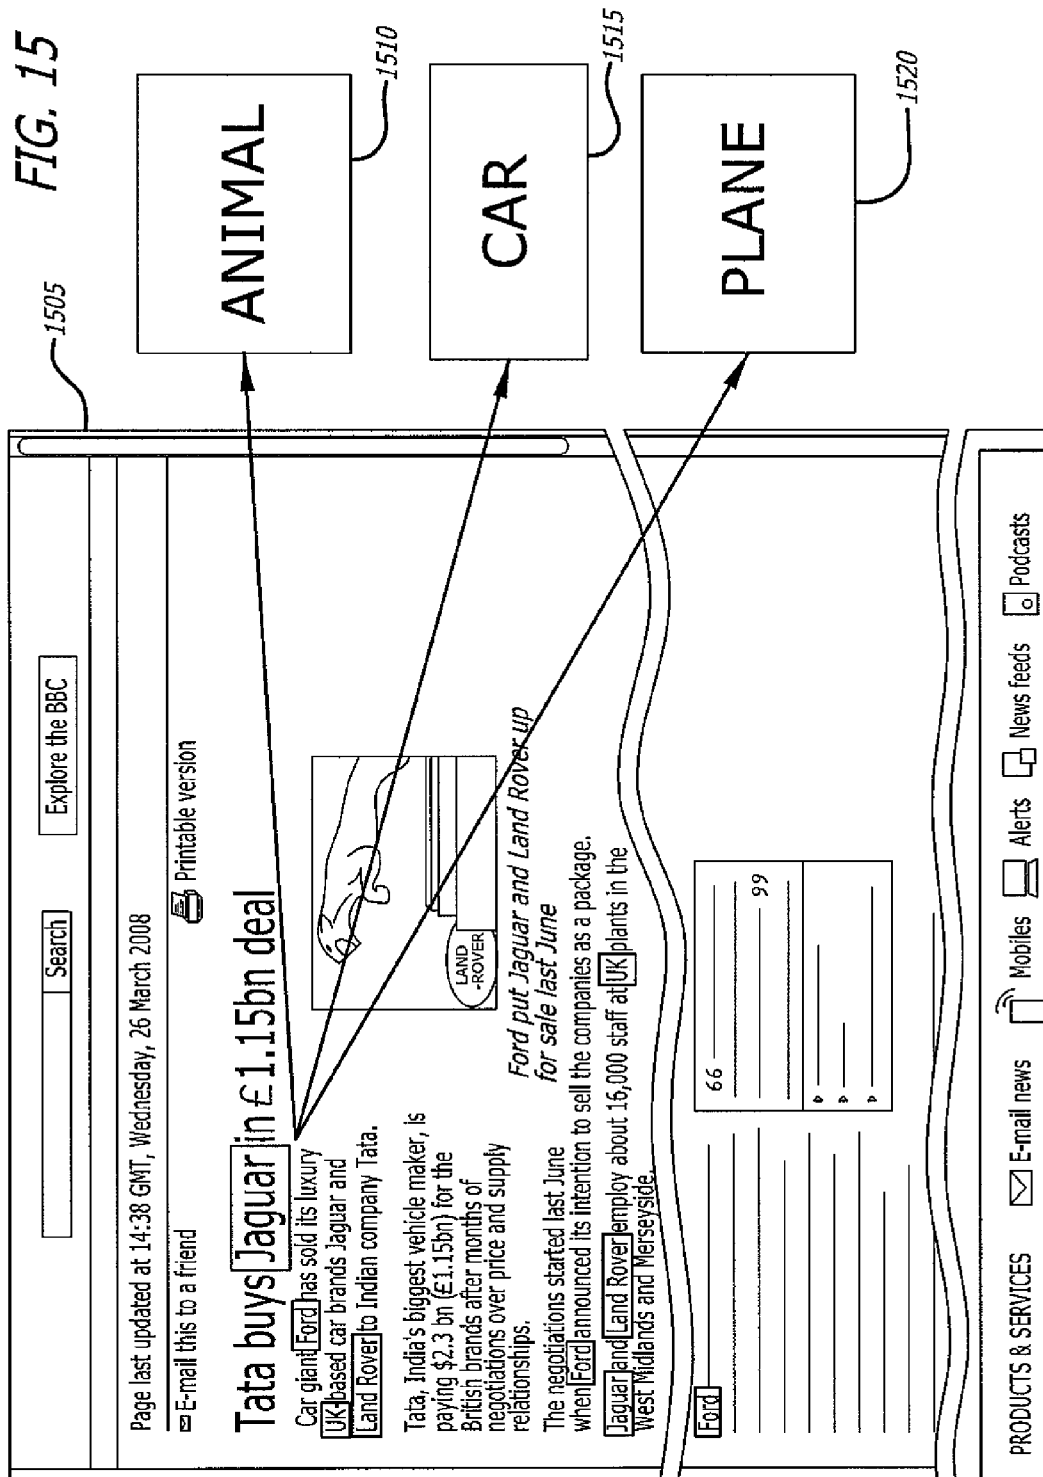 FIG. 15
1505
Search
Explore the BBC
Page last updated at 14:38 GMT, Wednesday, 26 March 2008
E-mail this to a friend
Printable version
Tata buys Jaguar in £1.15bn deal
Car giant Ford has sold its luxury
UK-based car brands Jaguar and
Land Rover to Indian company Tata.
LAND
-ROVER
Ford put Jaguar and Land Rover up
for sale last June
Tata, India's biggest vehicle maker, is
paying $2.3 bn (£1.15bn) for the
British brands after months of
negotiations over price and supply
relationships.
The negotiations started last June
when Ford announced its intention to sell the companies as a package.
Jaguar and Land Rover employ about 16,000 staff at UK plants in the
West Midlands and Merseyside.
Ford
66
99
PRODUCTS & SERVICES
E-mail news
Mobiles
Alerts
News feeds
Podcasts
ANIMAL
1510
CAR
1515
PLANE
1520